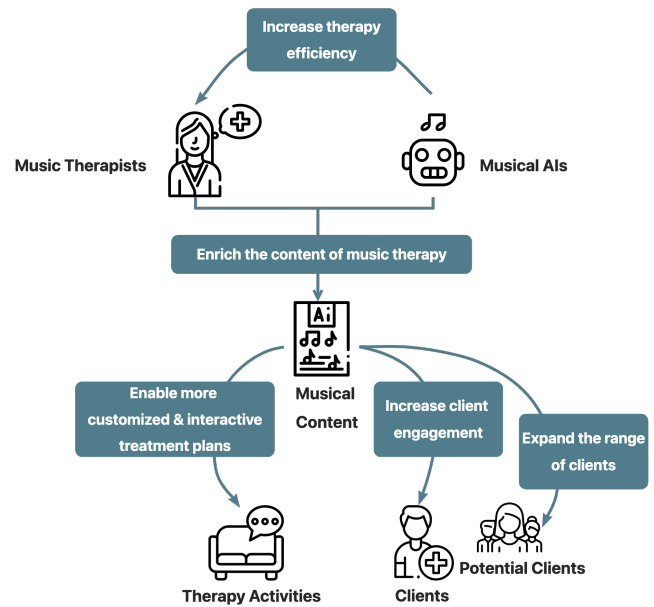 Increase therapy
efficiency
Music Therapists
Musical AIs
Enrich the content of music therapy
Ai
Musical
Content
Enable more
customized & interactive
treatment plans
Increase client
engagement
Expand the range
of clients
Therapy Activities
Clients
Potential Clients